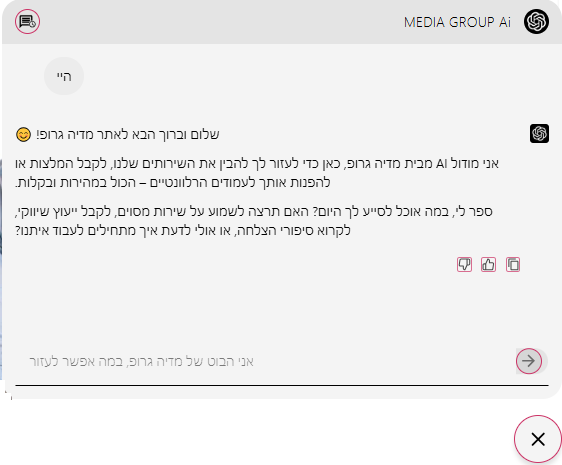 MEDIA GROUP Ai
היי
שלום וברוך הבא לאתר מדיה גרופ! 😊
אני מודול AI מבית מדיה גרופ, כאן כדי לעזור לך להבין את השירותים שלנו, לקבל המלצות או
להפנות אותך לעמודים הרלוונטיים – הכול במהירות ובקלות.
ספר לי, במה אוכל לסייע לך היום? האם תרצה לשמוע על שירות מסוים, לקבל ייעוץ שיווקי,
לקרוא סיפורי הצלחה, או אולי לדעת איך מתחילים לעבוד איתנו?
אני הבוט של מדיה גרופ, במה אפשר לעזור